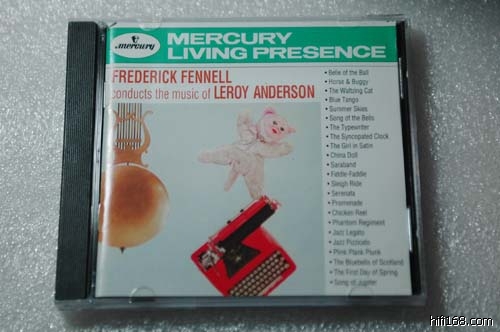 mercury
MERCURY
LIVING PRESENCE
FREDERICK FENNELL
conducts the music of LEROY ANDERSON
Belle of the Ball
Horse & Buggy
The Waltzing Cat
Blue Tango
Summer Skies
Song of the Bells
The Typewriter
The Syncopated Clock
The Girl in Satin
China Doll
Saraband
Fiddle-Faddle
Sleigh Ride
Serenata
Promenade
Chicken Reel
Phantom Regiment
Jazz Legato
Jazz Pizzicato
Plink Plank Plunk
The Bluebells of Scotland
The First Day of Spring
Song of Jupiter
hifi168.com